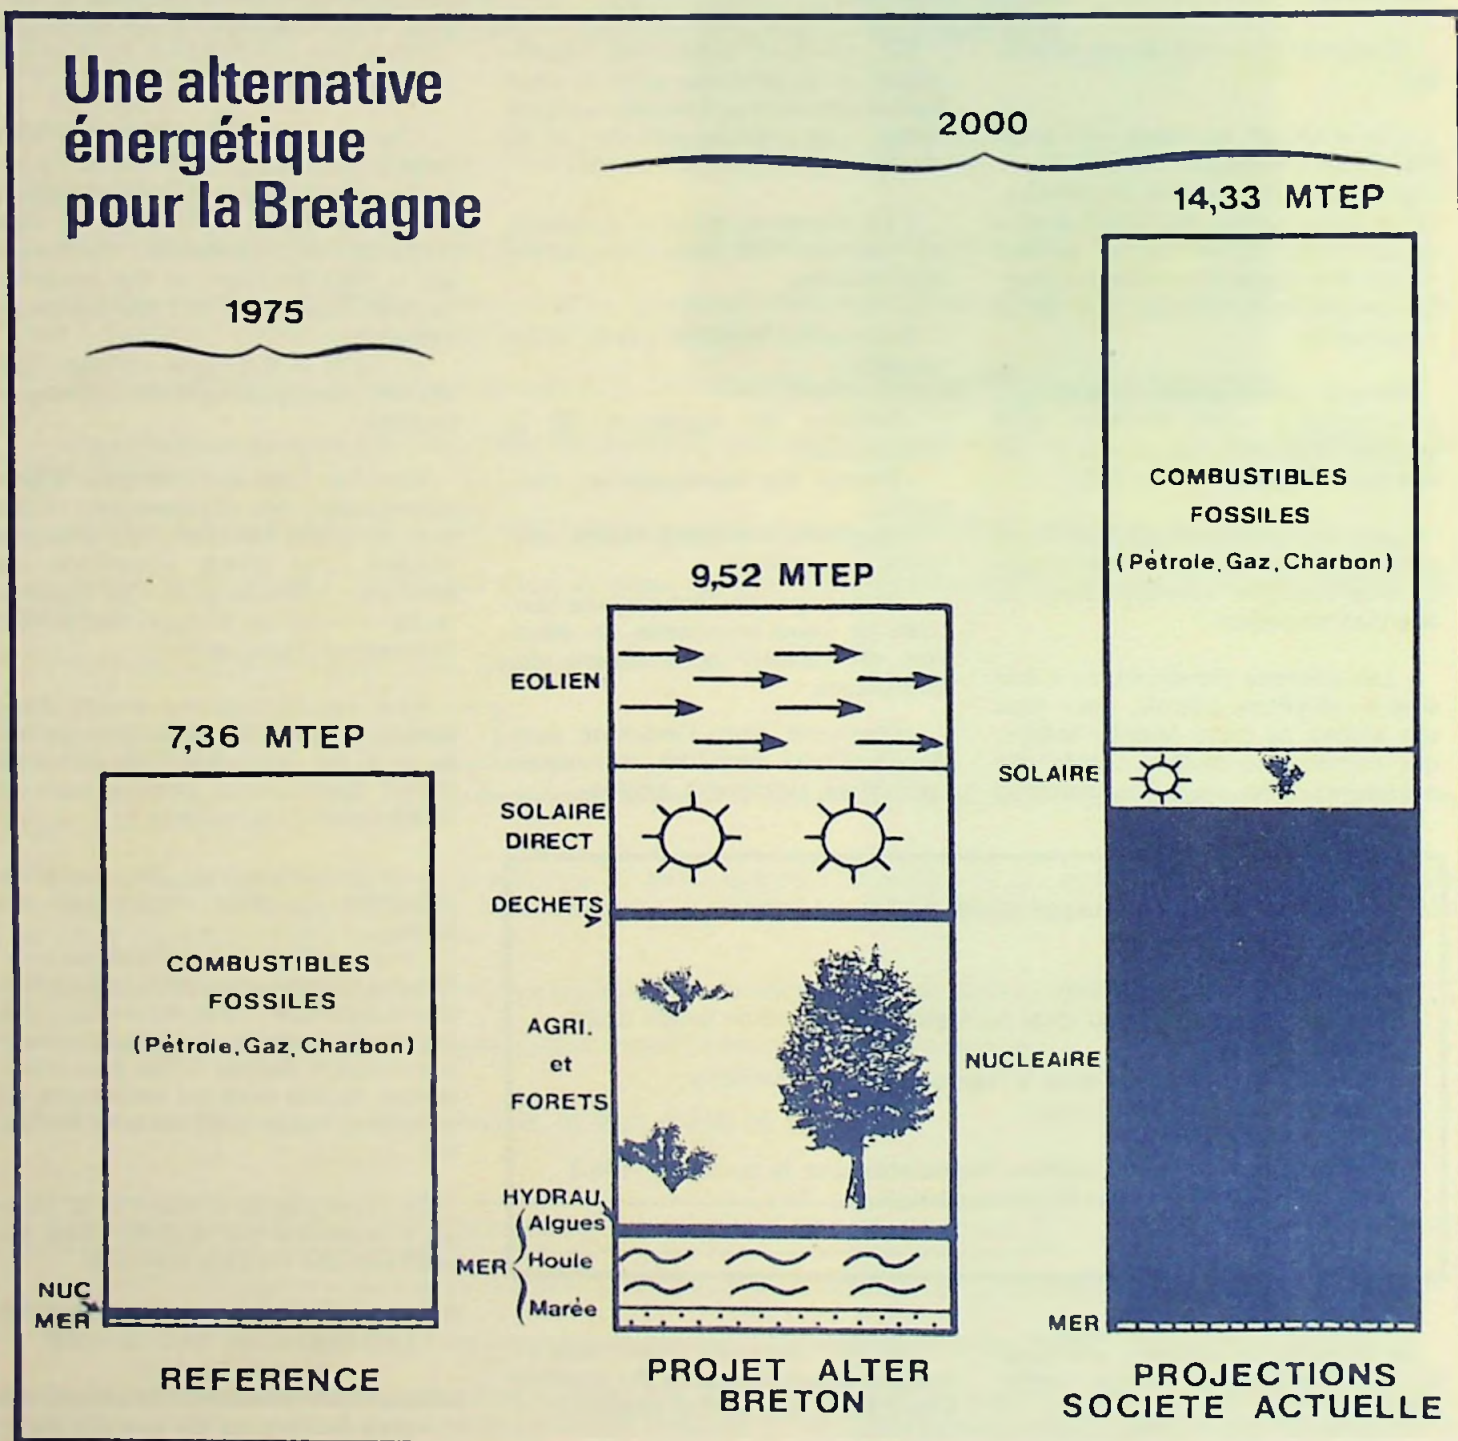 Une alternative
énergétique
pour la Bretagne
1975
2000
7,36 MTEP
COMBUSTIBLES
FOSSILES
(Pétrole, Gaz, Charbon)
NUC
MER
REFERENCE
9,52 MTEP
EOLIEN
SOLAIRE
DIRECT
DECHETS
AGRI.
et
FORETS
HYDRAU.
Algues
MER Houle
Marée
PROJET ALTER
BRETON
14,33 MTEP
COMBUSTIBLES
FOSSILES
(Pétrole, Gaz, Charbon)
SOLAIRE
NUCLEAIRE
MER
PROJECTIONS
SOCIETE ACTUELLE